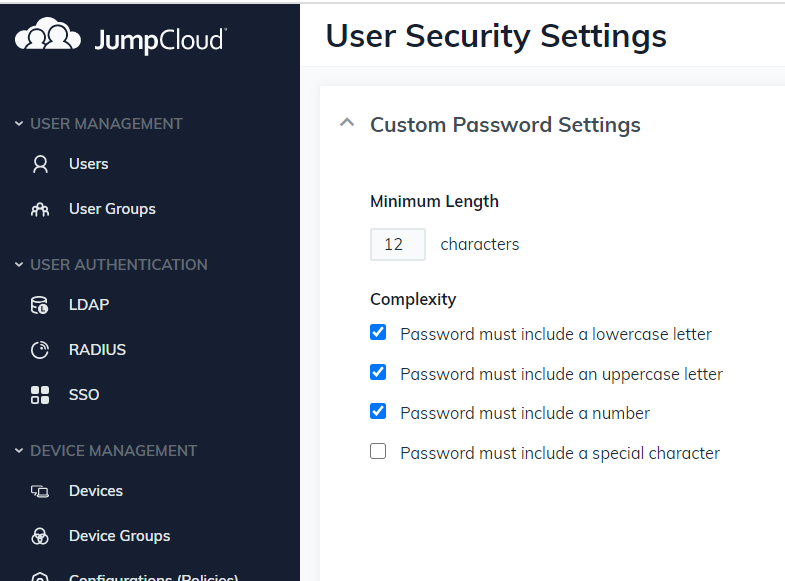 JumpCloud
USER MANAGEMENT
Users
User Groups
USER AUTHENTICATION
LDAP
RADIUS
SSO
DEVICE MANAGEMENT
Devices
Device Groups
Configurations (Policies)
User Security Settings
Custom Password Settings
Minimum Length
12 characters
Complexity
Password must include a lowercase letter
Password must include an uppercase letter
Password must include a number
Password must include a special character